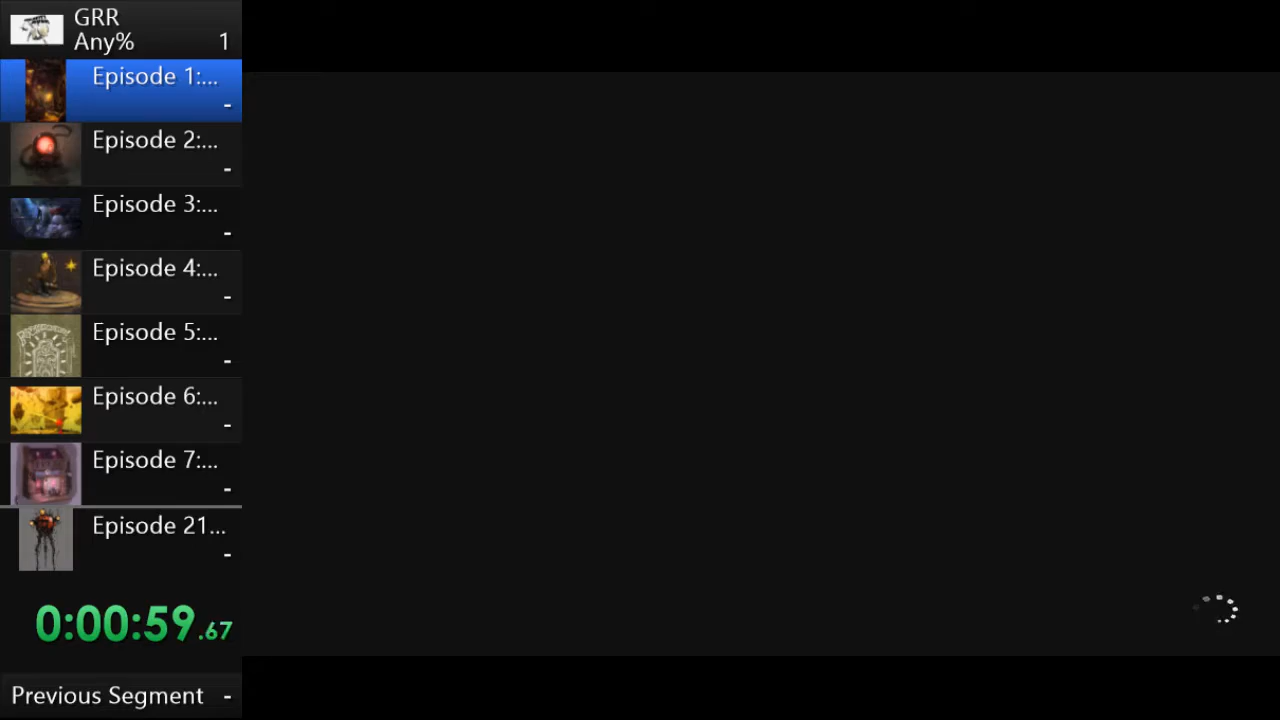 GRR
Any% 1
Episode 1:...
-
Episode 2:...
-
Episode 3:...
-
Episode 4:...
-
Episode 5:...
-
Episode 6:...
-
Episode 7:...
-
Episode 21...
-
0:00:59.67
Previous Segment -